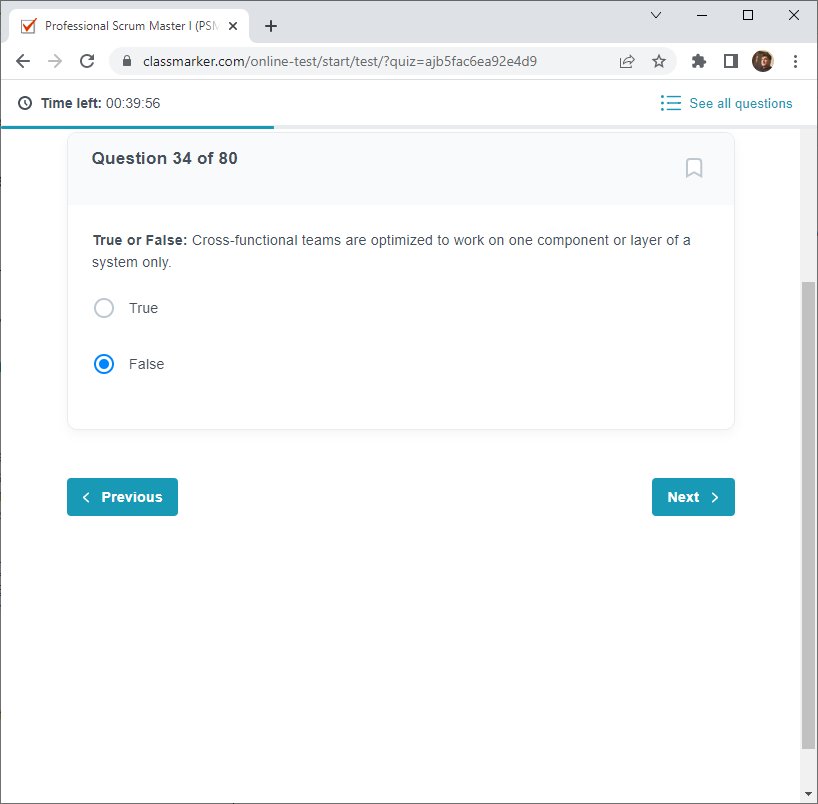 Professional Scrum Master I (PSM
classmarker.com/online-test/start/test/?quiz=ajb5fac6ea92e4d9
Time left: 00:39:56
See all questions
Question 34 of 80
True or False: Cross-functional teams are optimized to work on one component or layer of a
system only.
True
False
Previous
Next